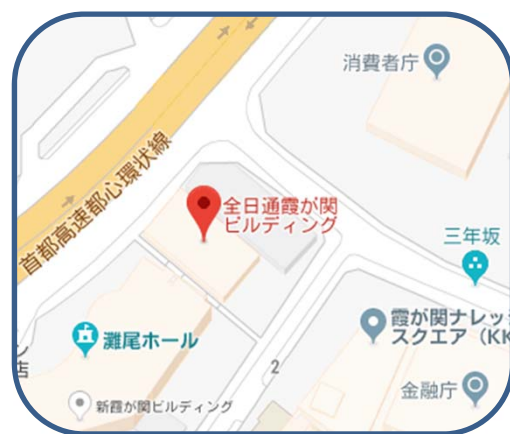 消費者庁
首都高速都心環状線
全日通霞が関
ビルディング
三年坂
霞が関ナレッジ
スクエア（KK
灘尾ホール
ン
店
2
金融庁
新霞が関ビルディング